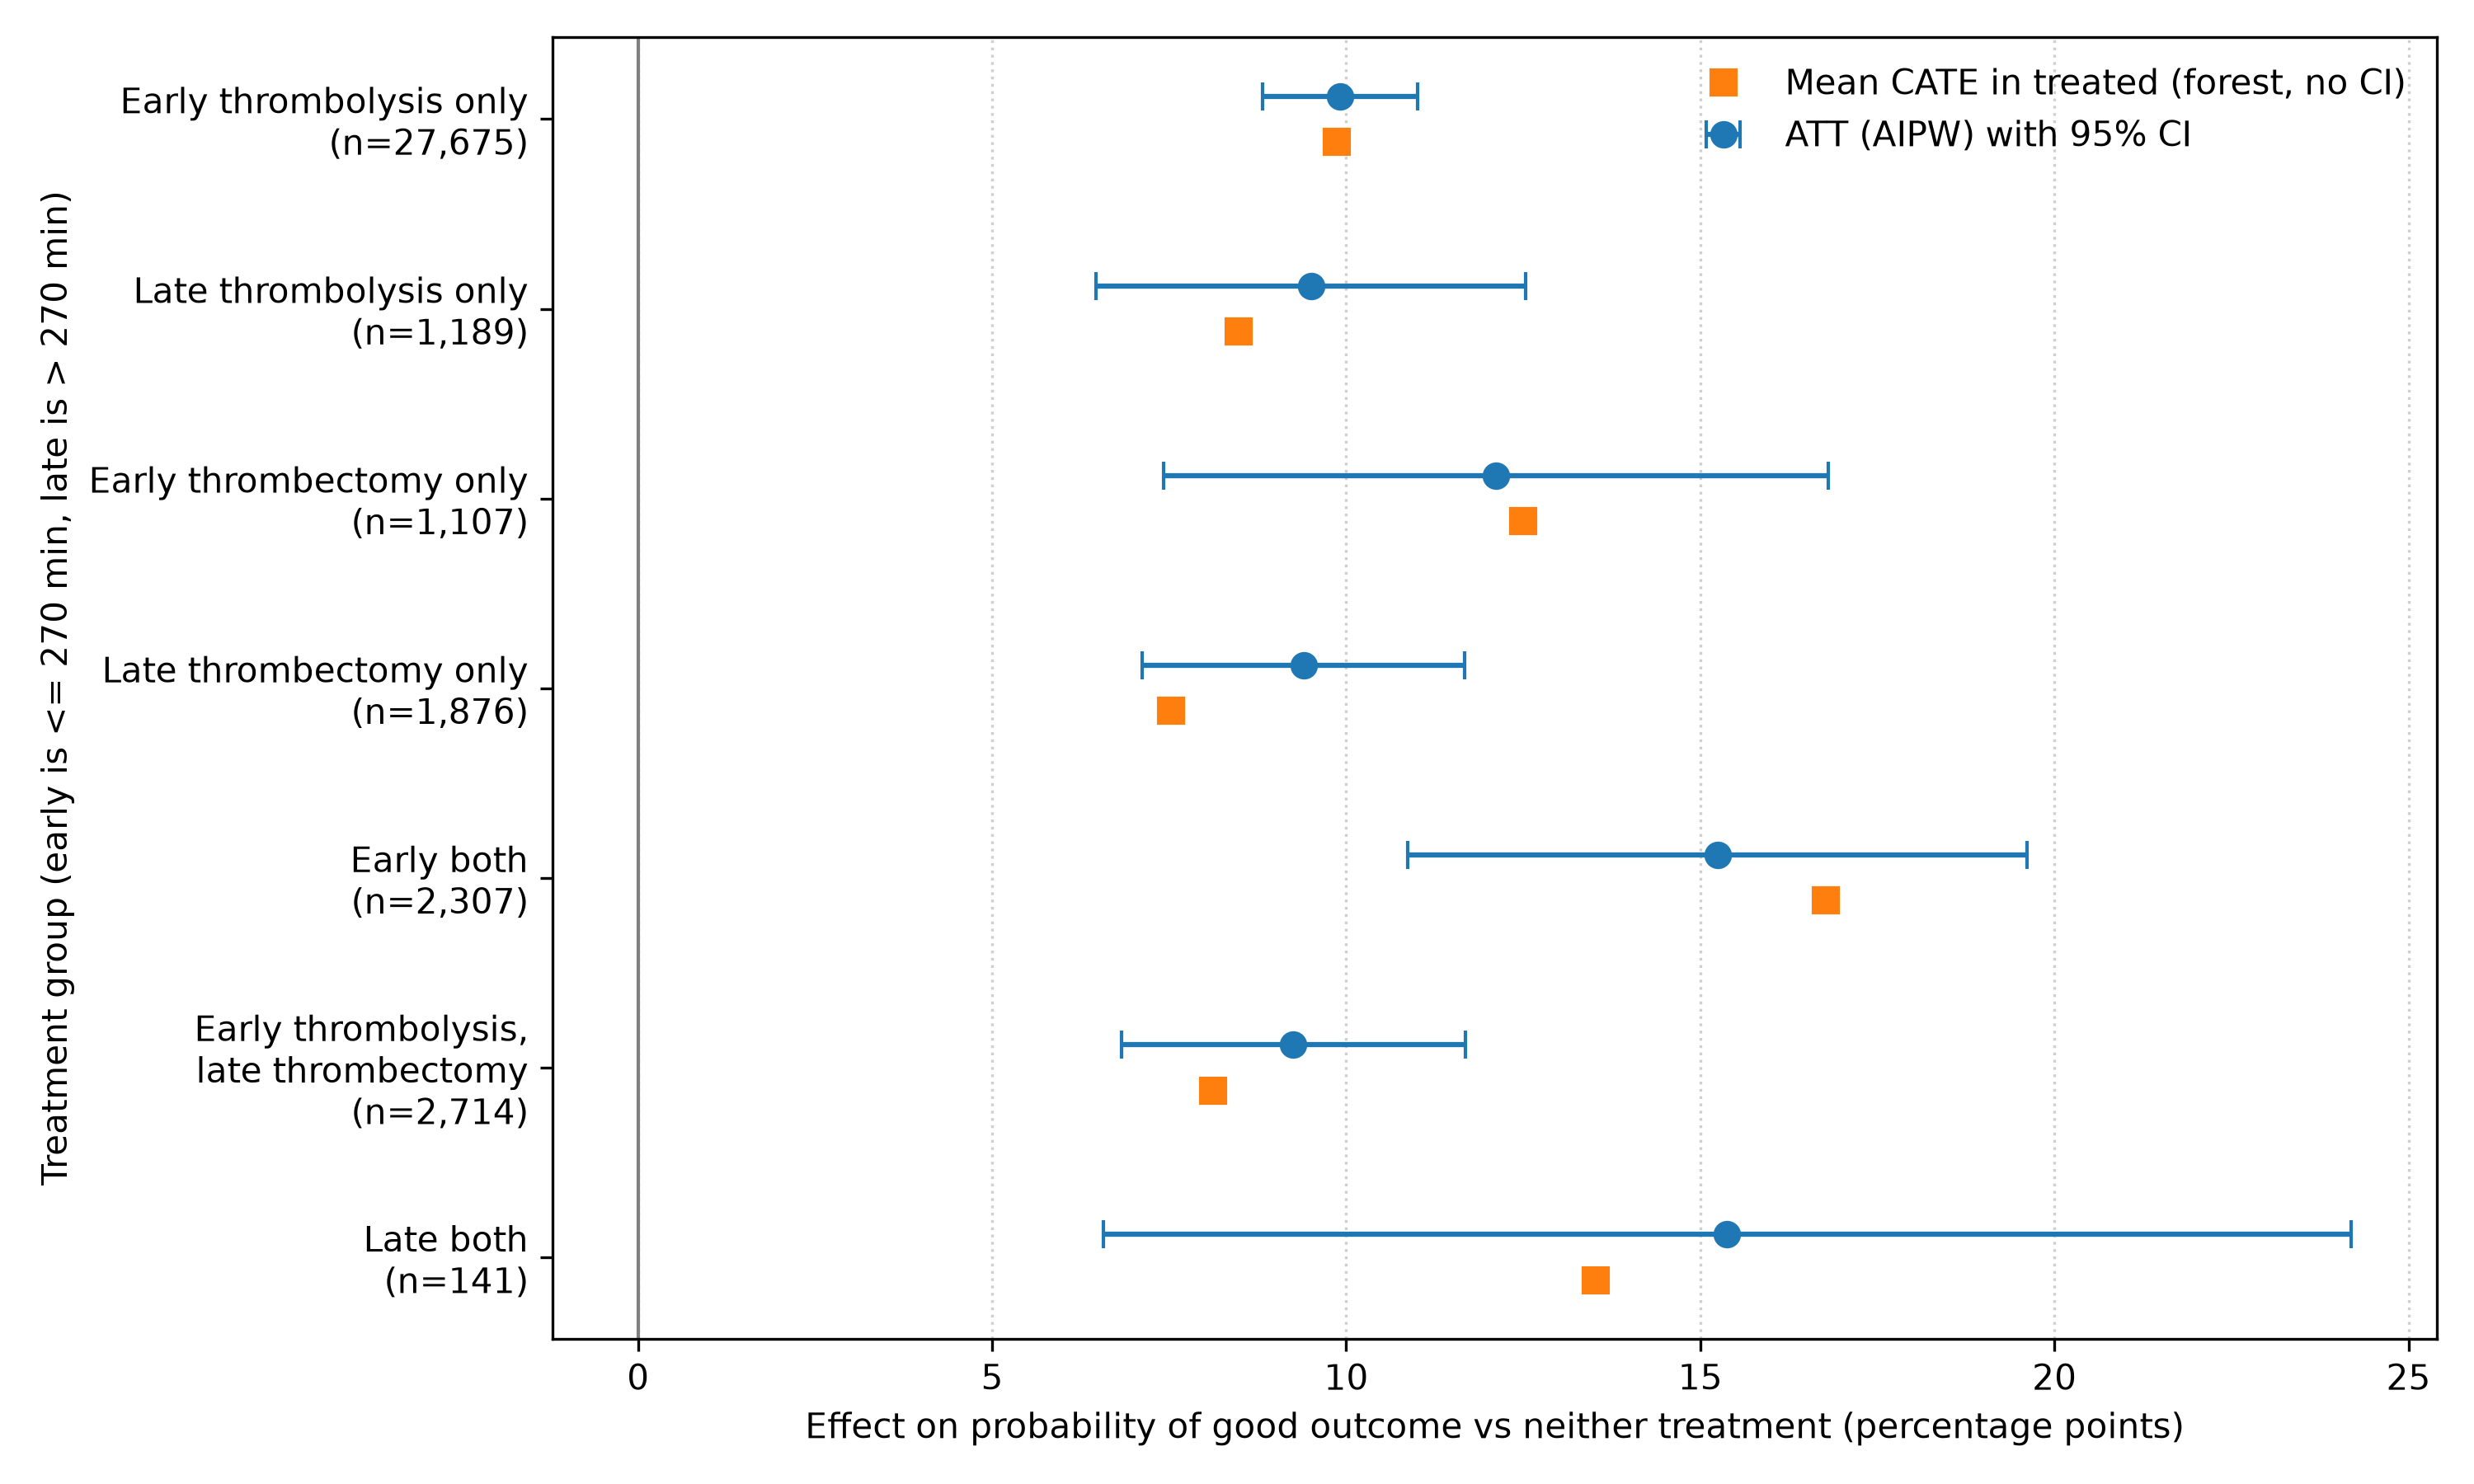 Mean CATE in treated (forest, no CI)
ATT (AIPW) with 95% CI
Treatment group (early is <= 270 min, late is > 270 min)
Early thrombolysis only
(n=27,675)
Late thrombolysis only
(n=1,189)
Early thrombectomy only
(n=1,107)
Late thrombectomy only
(n=1,876)
Early both
(n=2,307)
Early thrombolysis,
late thrombectomy
(n=2,714)
Late both
(n=141)
0 5 10 15 20 25
Effect on probability of good outcome vs neither treatment (percentage points)